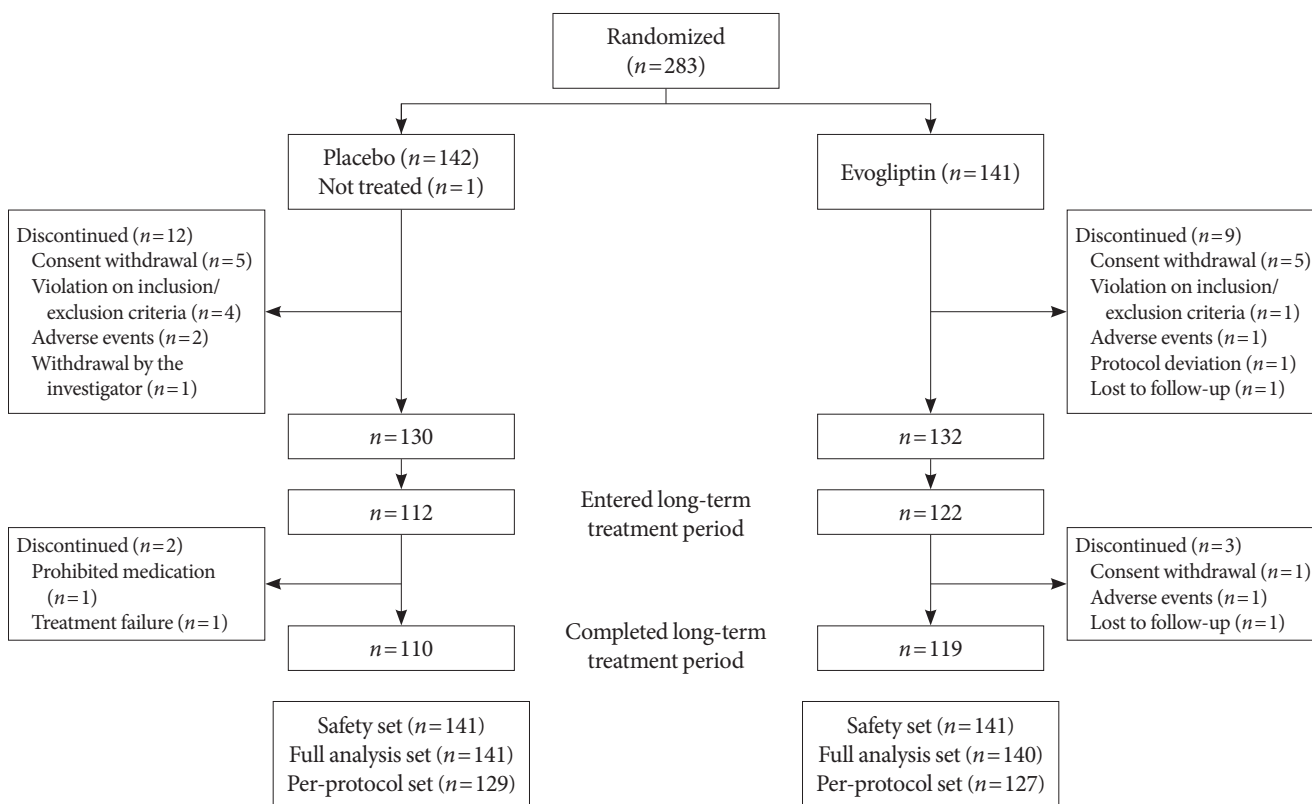 Randomized
(n=283)
Placebo (n=142)
Not treated (n=1)
Evogliptin (n=141)
Discontinued (n=12)
Consent withdrawal (n=5)
Violation on inclusion/
exclusion criteria (n=4)
Adverse events (n=2)
Withdrawal by the
investigator (n=1)
Discontinued (n=9)
Consent withdrawal (n=5)
Violation on inclusion/
exclusion criteria (n=1)
Adverse events (n=1)
Protocol deviation (n=1)
Lost to follow-up (n=1)
n=130
n=132
n=112
Entered long-term
treatment period
n=122
Discontinued (n=2)
Prohibited medication
(n=1)
Treatment failure (n=1)
Discontinued (n=3)
Consent withdrawal (n=1)
Adverse events (n=1)
Lost to follow-up (n=1)
n=110
Completed long-term
treatment period
n=119
Safety set (n=141)
Full analysis set (n=141)
Per-protocol set (n=129)
Safety set (n=141)
Full analysis set (n=140)
Per-protocol set (n=127)